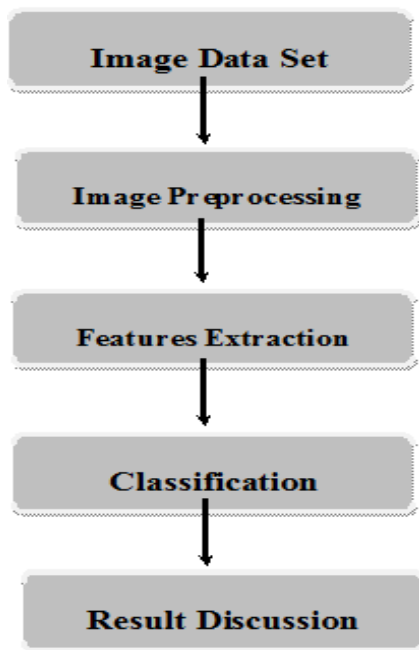 Image Data Set
Image Preprocessing
Features Extraction
Classification
Result Discussion